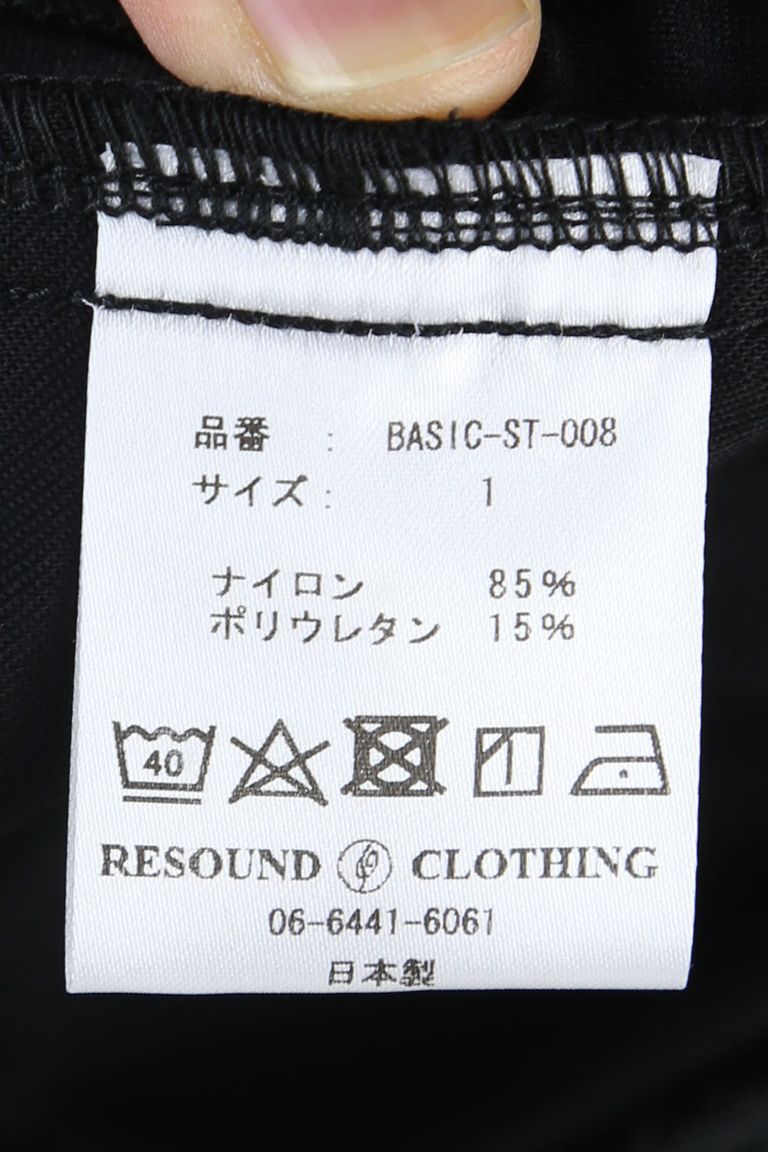 品番 : BASIC-ST-008
サイズ : 1
ナイロン 85%
ポリウレタン 15%
40
RESOUND CLOTHING
06-6441-6061
日本製